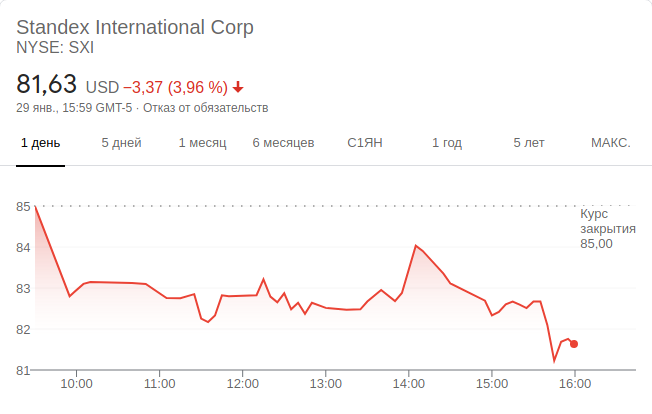 Standex International Corp
NYSE: SXI
81,63 USD −3,37 (3,96 %)
29 янв., 15:59 GMT-5 · Отказ от обязательств
1 день 5 дней 1 месяц 6 месяцев С1ЯН 1 год 5 лет МАКС.
85
Курс
закрытия
85,00
84
83
82
81
10:00 11:00 12:00 13:00 14:00 15:00 16:00